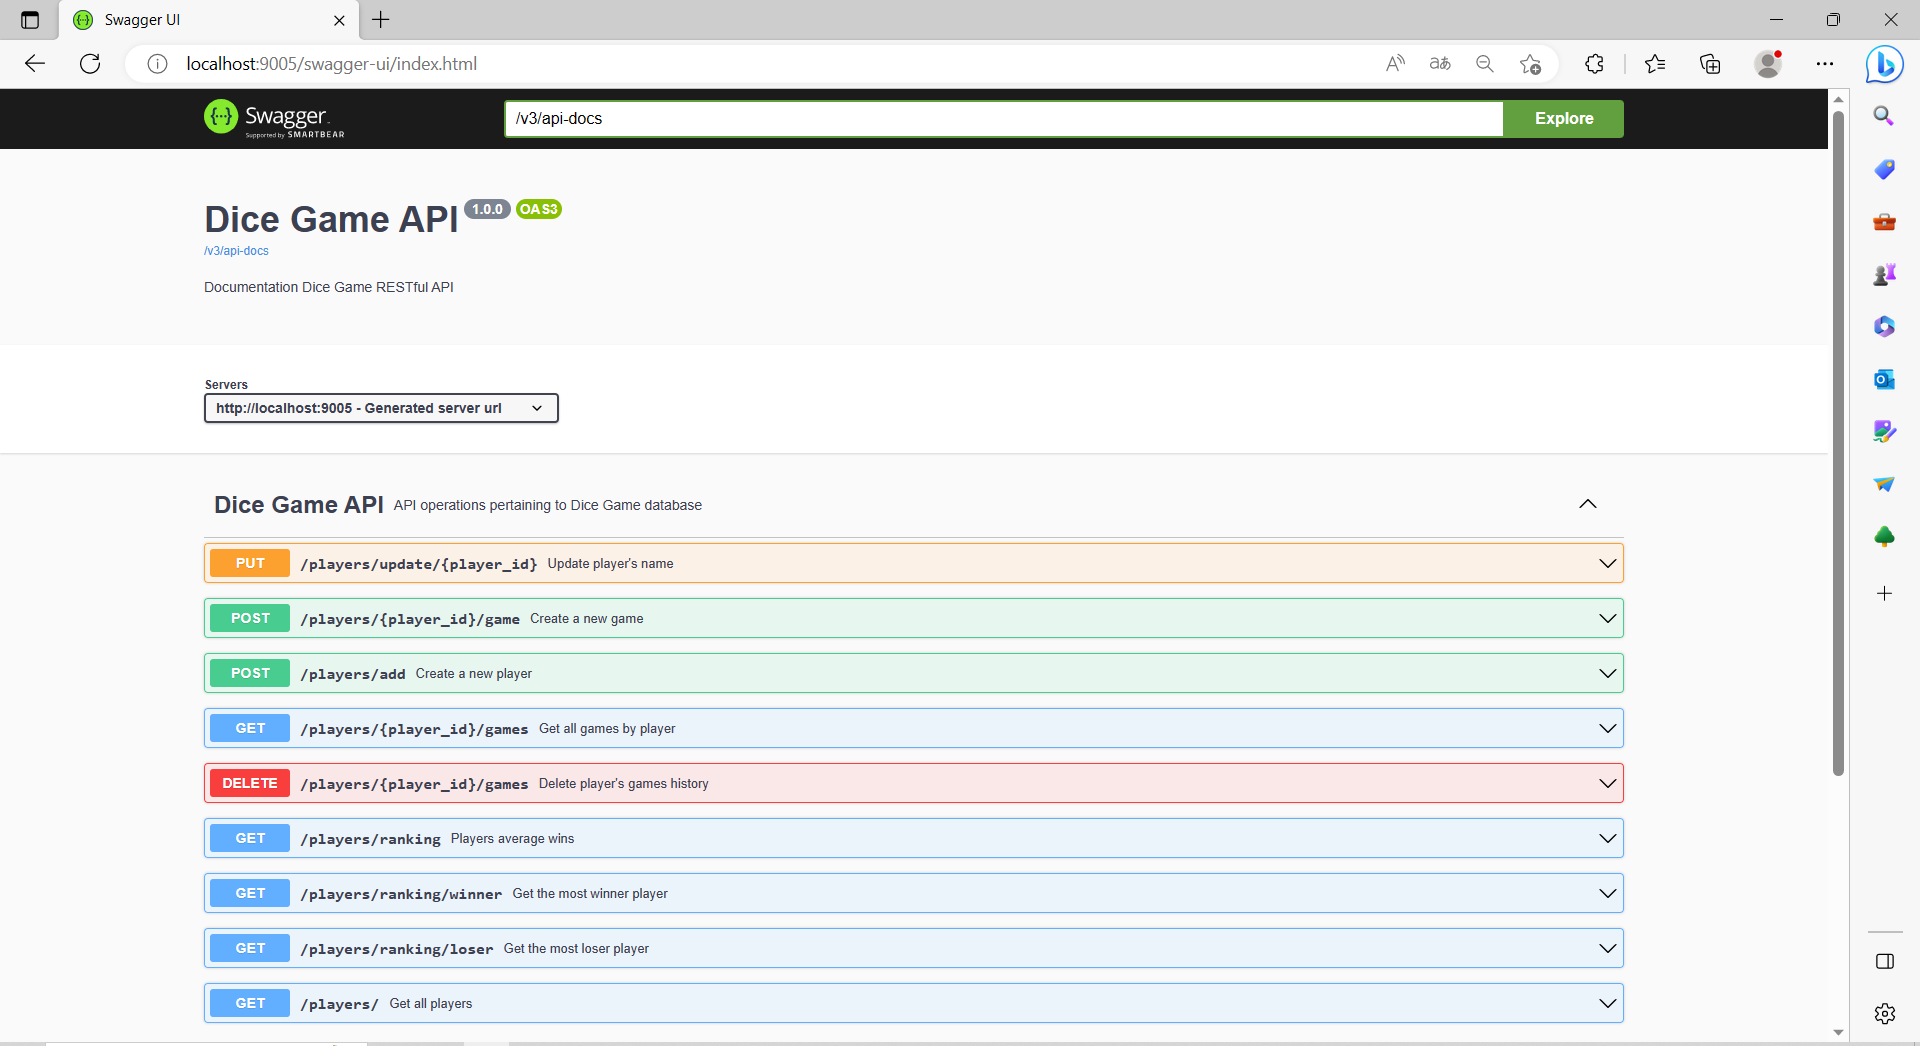 Swagger UI
localhost:9005/swagger-ui/index.html
Swagger
Supported by SMARTBEAR
/v3/api-docs
Explore
Dice Game API 1.0.0 OAS3
/v3/api-docs
Documentation Dice Game RESTful API
Servers
http://localhost:9005 - Generated server url
Dice Game API API operations pertaining to Dice Game database
PUT /players/update/{player_id} Update player's name
POST /players/{player_id}/game Create a new game
POST /players/add Create a new player
GET /players/{player_id}/games Get all games by player
DELETE /players/{player_id}/games Delete player's games history
GET /players/ranking Players average wins
GET /players/ranking/winner Get the most winner player
GET /players/ranking/loser Get the most loser player
GET /players/ Get all players